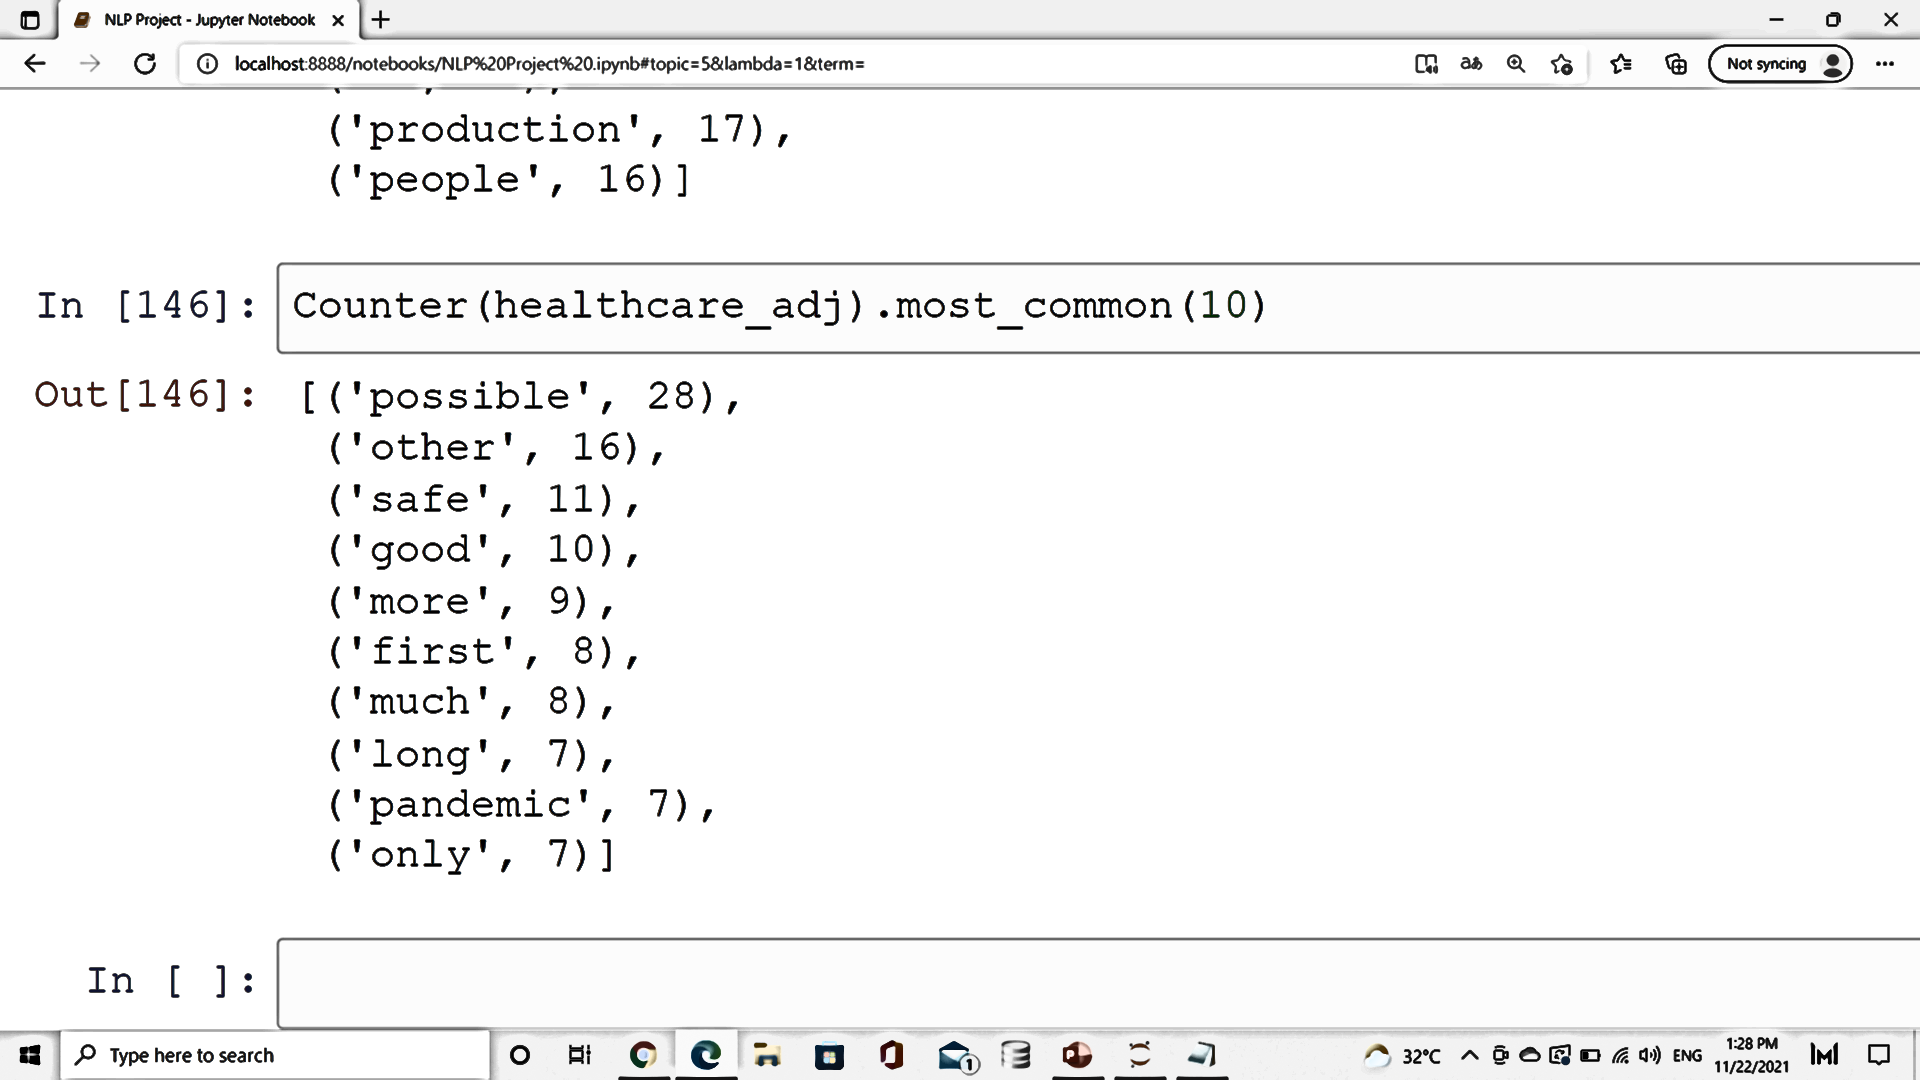 NLP Project - Jupyter Notebook
localhost:8888/notebooks/NLP%20Project%20.ipynb#topic=5&lambda=1&term=
Not syncing
('production', 17),
('people', 16)]
In [146]: Counter(healthcare_adj).most_common(10)
Out[146]: [('possible', 28),
('other', 16),
('safe', 11),
('good', 10),
('more', 9),
('first', 8),
('much', 8),
('long', 7),
('pandemic', 7),
('only', 7)]
In [ ]:
Type here to search
32°C
ENG
1:28 PM
11/22/2021